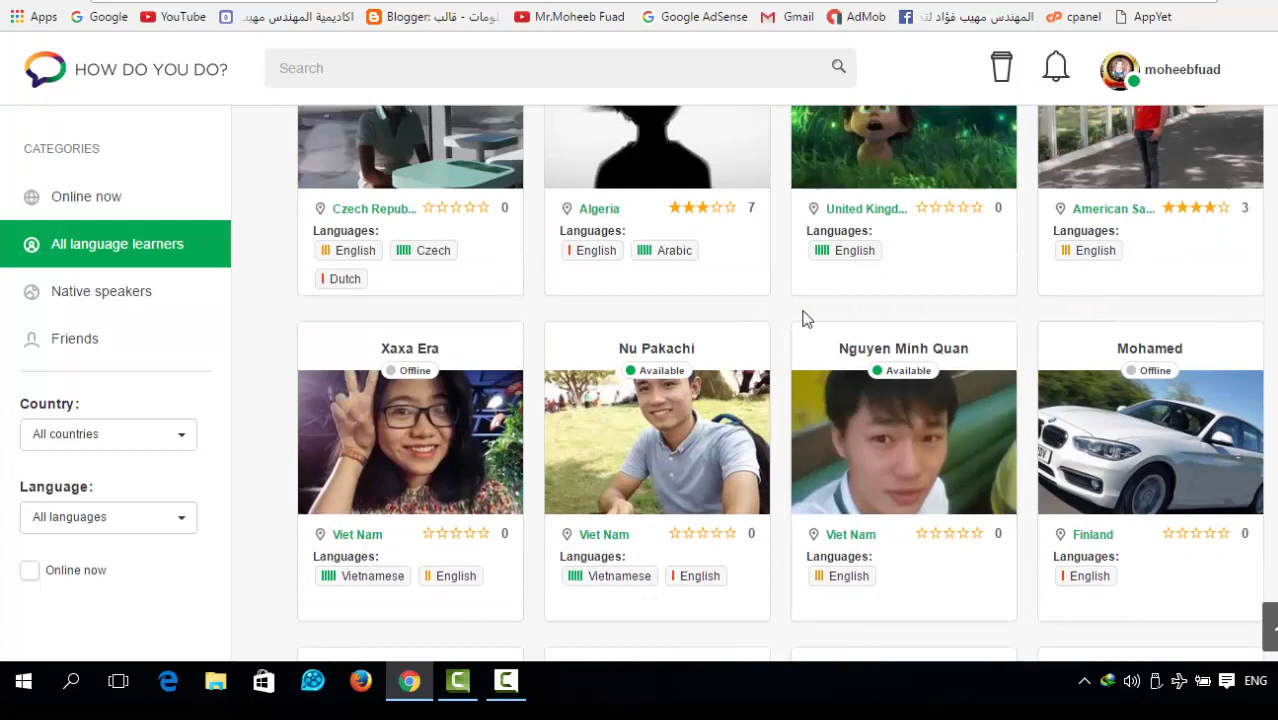 Apps Google YouTube اكاديمية المهندس مهيب Blogger: قالب - ومات Mr.Moheeb Fuad Google AdSense Gmail AdMob المهندس مهيب فؤاد لتد cpanel AppYet
HOW DO YOU DO? Search moheebfuad
CATEGORIES
Online now
All language learners
Native speakers
Friends
Country:
All countries
Language:
All languages
Online now
Czech Repub... 0
Languages:
English Czech
Dutch
Algeria 7
Languages:
English Arabic
United Kingd... 0
Languages:
English
American Sa... 3
Languages:
English
Xaxa Era
Offline
Viet Nam 0
Languages:
Vietnamese English
Nu Pakachi
Available
Viet Nam 0
Languages:
Vietnamese English
Nguyen Minh Quan
Available
Viet Nam 0
Languages:
English
Mohamed
Offline
Finland 0
Languages:
English
ENG